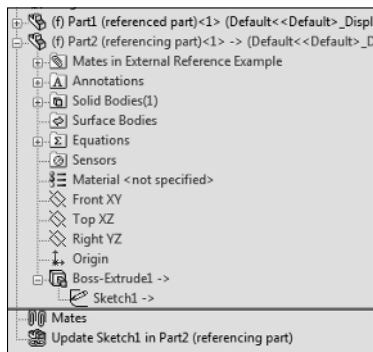 (f) Part1 (referenced part)<1> (Default<<Default>_Displ
(f) Part2 (referencing part)<1> -> (Default<<Default>_D
Mates in External Reference Example
Annotations
Solid Bodies(1)
Surface Bodies
Equations
Sensors
Material <not specified>
Front XY
Top XZ
Right YZ
Origin
Boss-Extrude1 ->
Sketch1 ->
Mates
Update Sketch1 in Part2 (referencing part)